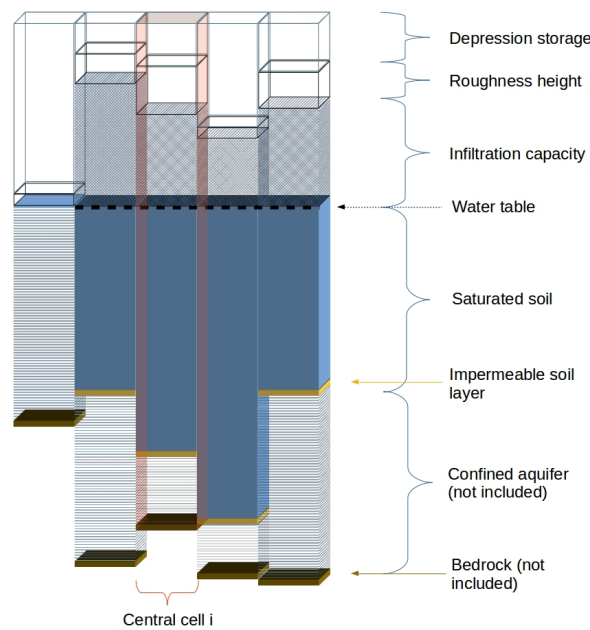 Depression storage
Roughness height
Infiltration capacity
Water table
Saturated soil
Impermeable soil
layer
Confined aquifer
(not included)
Bedrock (not
included)
Central cell i